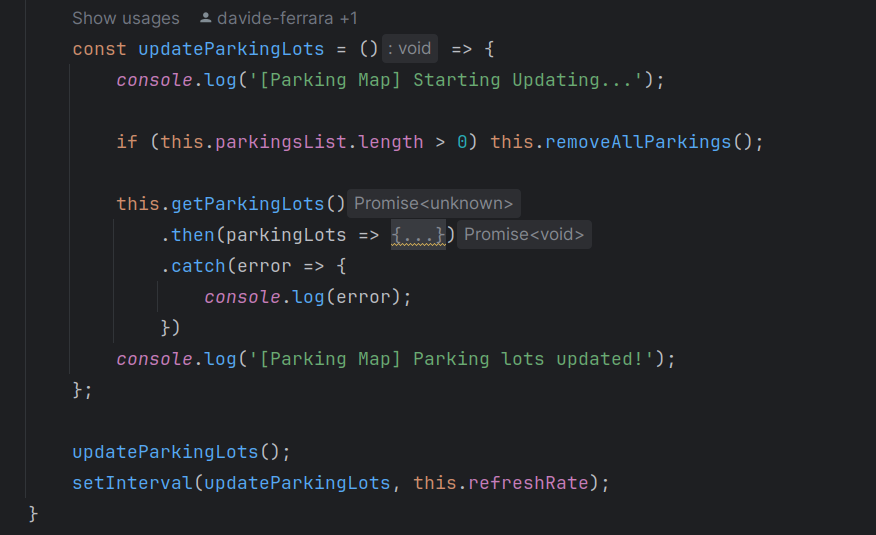 Show usages davide-ferrara +1
const updateParkingLots = () : void => {
console.log('[Parking Map] Starting Updating...');
if (this.parkingsList.length > 0) this.removeAllParkings();
this.getParkingLots() Promise<unknown>
.then(parkingLots => {...}) Promise<void>
.catch(error => {
console.log(error);
})
console.log('[Parking Map] Parking lots updated!');
};
updateParkingLots();
setInterval(updateParkingLots, this.refreshRate);
}